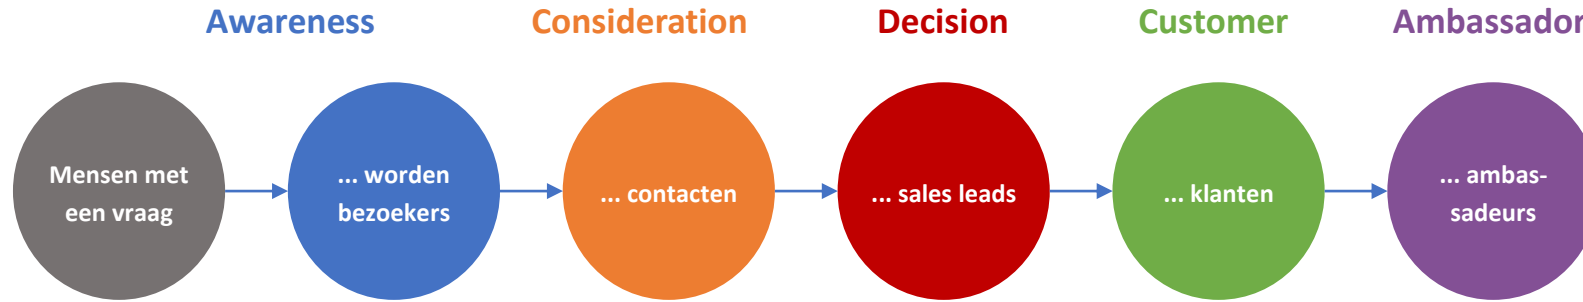 Awareness Consideration Decision Customer Ambassador
Mensen met
een vraag
... worden
bezoekers
... contacten
... sales leads
... klanten
... ambas-
sadeurs